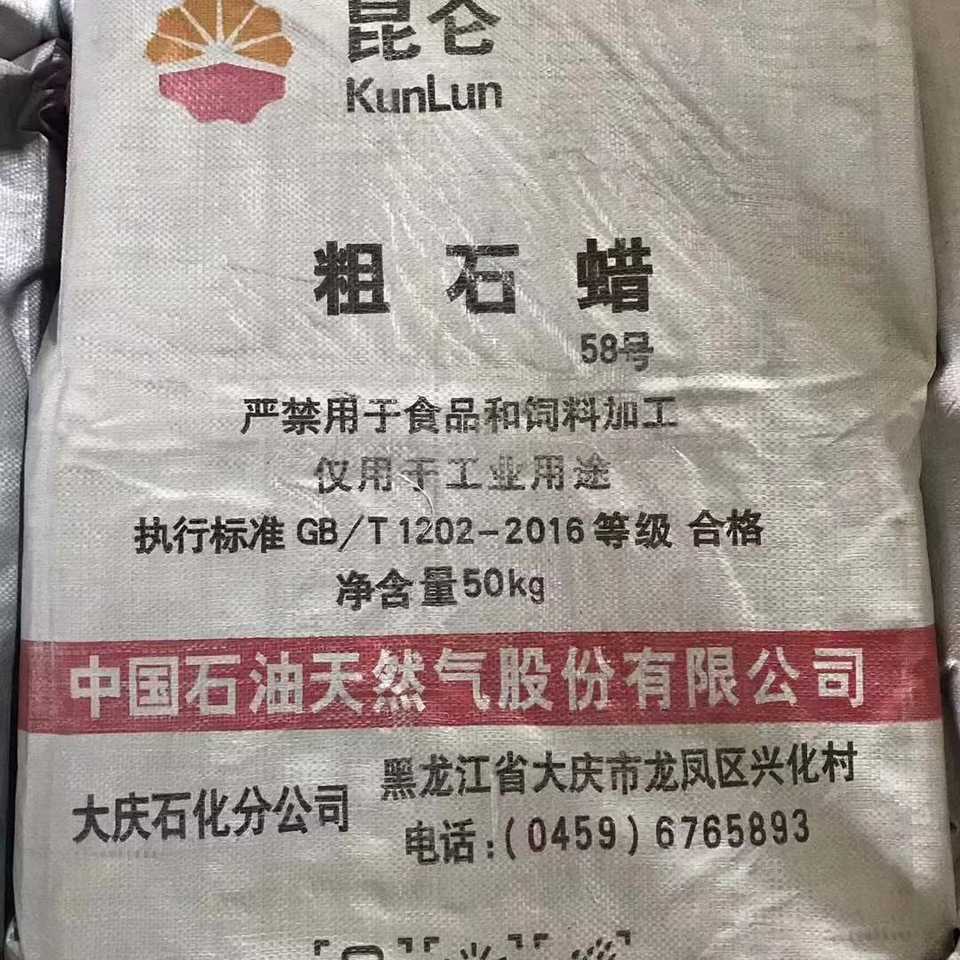 昆仑
KunLun
粗石蜡
58号
严禁用于食品和饲料加工
仅用于工业用途
执行标准 GB/T 1202-2016 等级 合格
净含量50kg
中国石油天然气股份有限公司
大庆石化分公司
黑龙江省大庆市龙凤区兴化村
电话:(0459)6765893